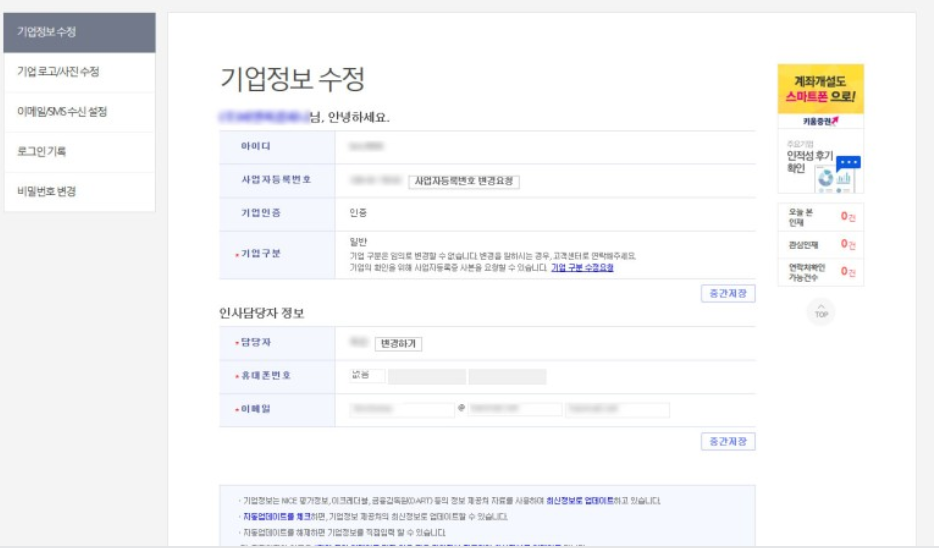 기업정보 수정
기업 로고/사진 수정
이메일/SMS 수신 설정
로그인 기록
비밀번호 변경
기업정보 수정
님, 안녕하세요.
아이디
사업자등록번호
사업자등록번호 변경요청
기업인증 인증
기업구분
일반
기업 구분은 임의로 변경할 수 없습니다. 변경을 원하시는 경우, 고객센터로 연락해주세요.
기업의 확인을 위해 사업자등록증 사본을 요청할 수 있습니다. 기업 구분 수정요청
중간저장
인사담당자 정보
담당자
변경하기
휴대폰번호 없음
이메일 @
중간저장
· 기업정보는 NICE 평가정보, 이크레더블, 금융감독원(DART) 등의 정보 제공처 자료를 사용하여 최신정보로 업데이트하고 있습니다.
· 자동업데이트를 체크하면, 기업정보 제공처의 최신정보로 업데이트할 수 있습니다.
· 자동업데이트를 해제하면 기업정보를 직접입력 할 수 있습니다.
계좌개설도
스마트폰 으로!
키움증권
주요기업
인적성 후기
확인
오늘 본
인재
0건
관심인재 0건
연락처확인
가능건수
0건
TOP